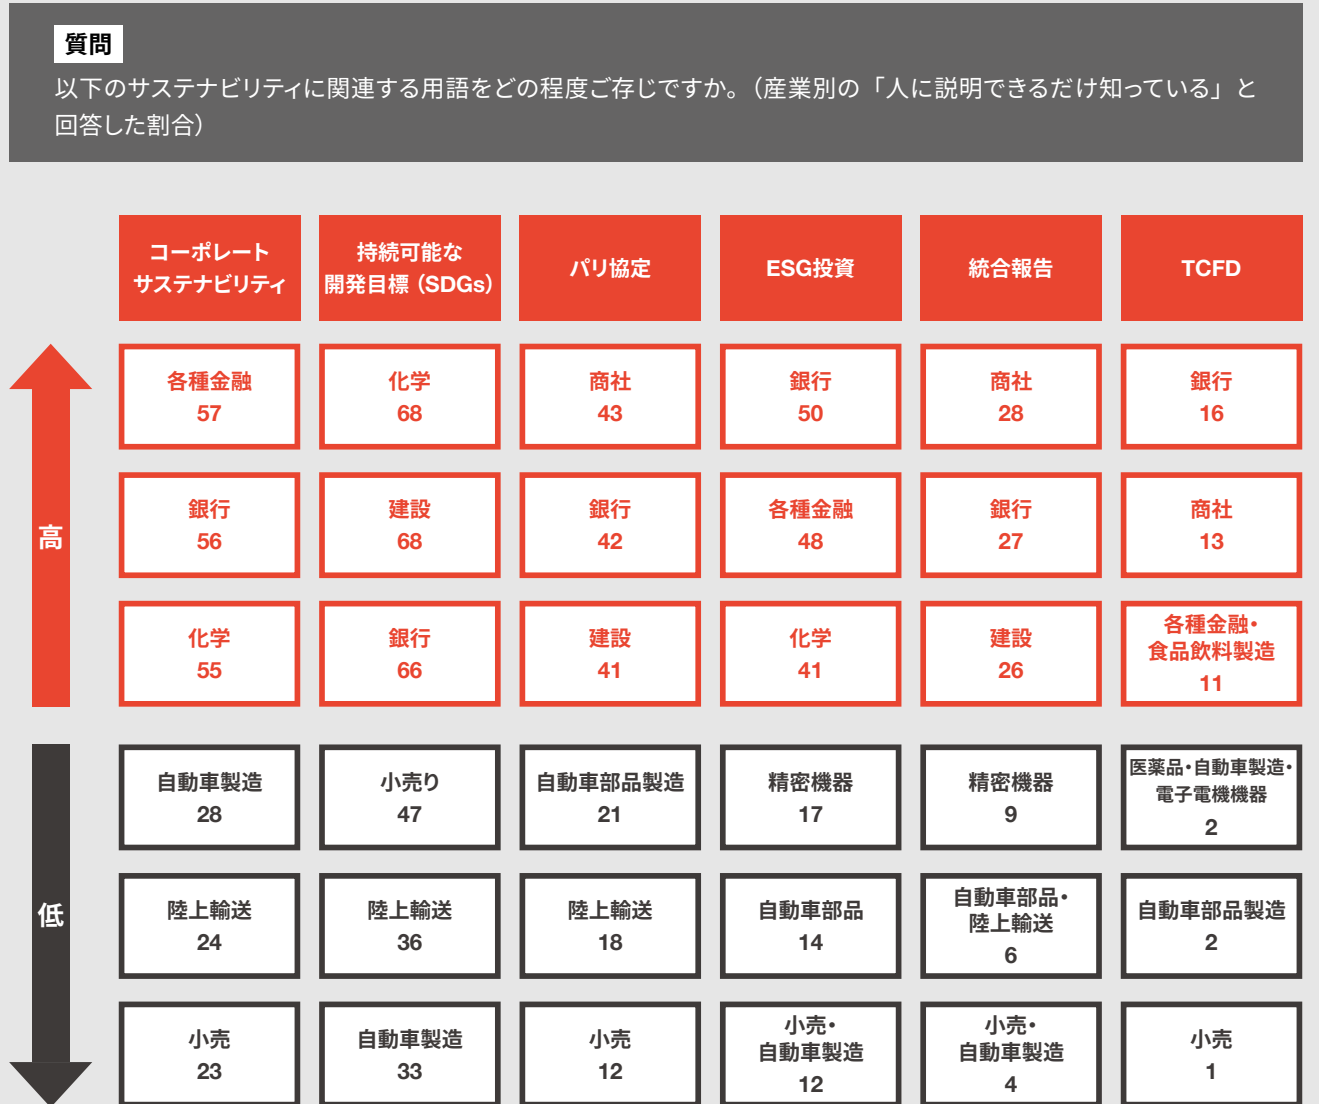 質問
以下のサステナビリティに関連する用語をどの程度ご存じですか。（産業別の「人に説明できるだけ知っている」と
回答した割合）
コーポレート
サステナビリティ
持続可能な
開発目標（SDGs）
パリ協定
ESG投資
統合報告
TCFD
高
各種金融
57
化学
68
商社
43
銀行
50
商社
28
銀行
16
銀行
56
建設
68
銀行
42
各種金融
48
銀行
27
商社
13
化学
55
銀行
66
建設
41
化学
41
建設
26
各種金融・
食品飲料製造
11
低
自動車製造
28
小売り
47
自動車部品製造
21
精密機器
17
精密機器
9
医薬品・自動車製造・
電子電機機器
2
陸上輸送
24
陸上輸送
36
陸上輸送
18
自動車部品
14
自動車部品・
陸上輸送
6
自動車部品製造
2
小売
23
自動車製造
33
小売
12
小売・
自動車製造
12
小売・
自動車製造
4
小売
1